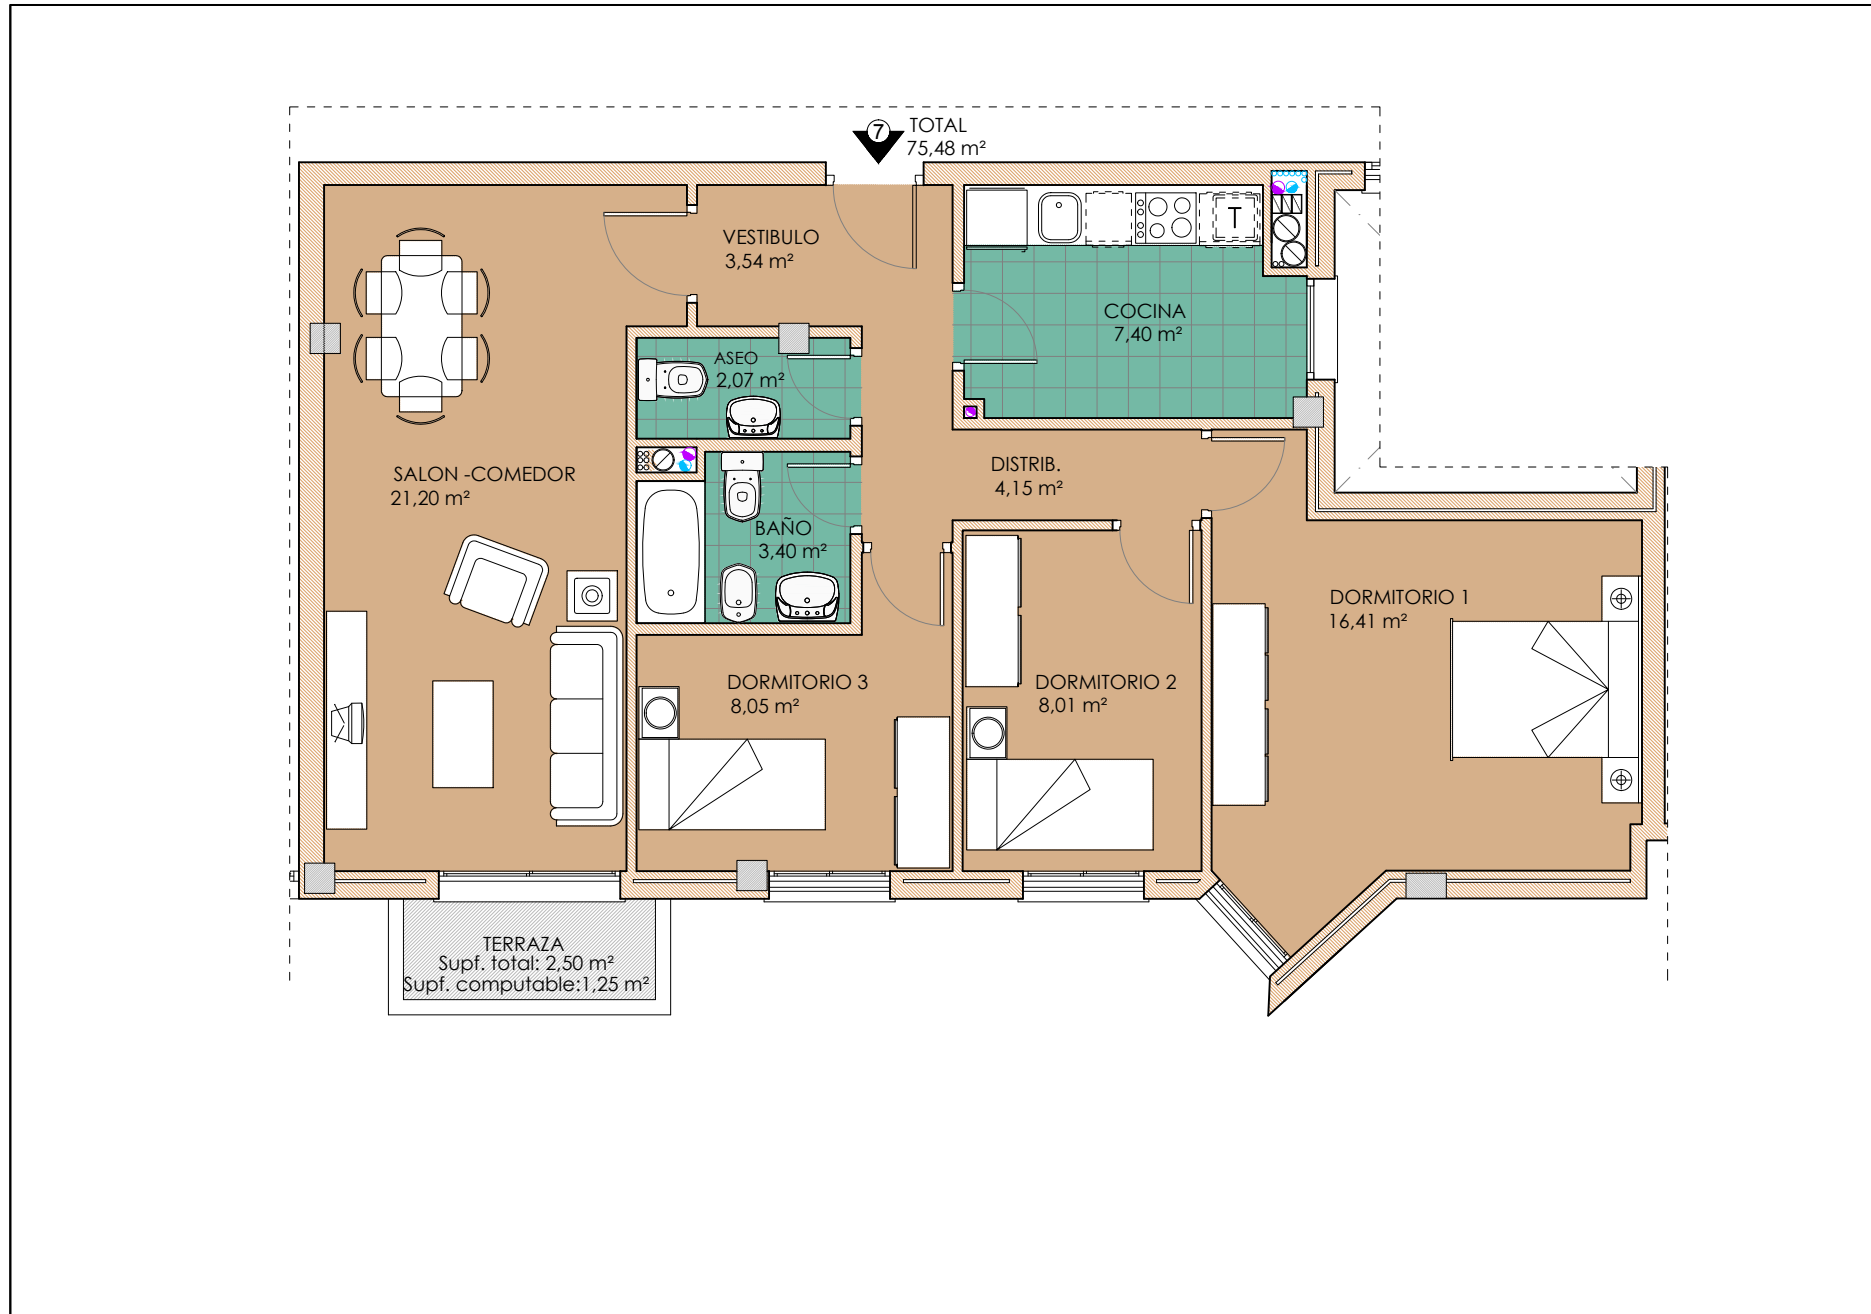 7
TOTAL
75,48 m²
VESTIBULO
3,54 m²
T
COCINA
7,40 m²
ASEO
2,07 m²
SALON -COMEDOR
21,20 m²
DISTRIB.
4,15 m²
BAÑO
3,40 m²
DORMITORIO 1
16,41 m²
DORMITORIO 3
8,05 m²
DORMITORIO 2
8,01 m²
TERRAZA
Supf. total: 2,50 m²
Supf. computable:1,25 m²